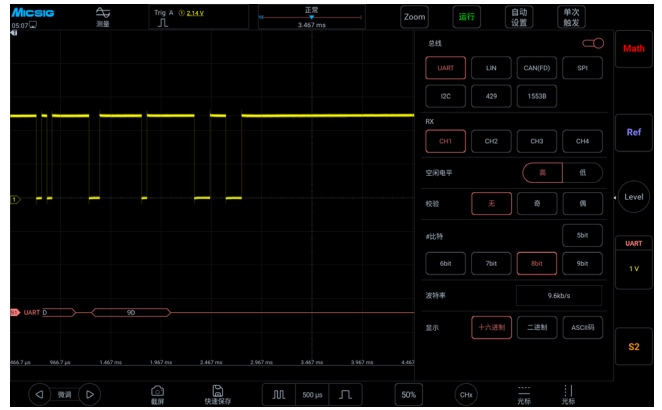 MICSIG
05:07
测量
Trig A ① 2.14 V
正常
3.467 ms
Zoom
运行
自动
设置
单次
触发
总线
UART LIN CAN(FD) SPI
I2C 429 1553B
RX
CH1 CH2 CH3 CH4
空闲电平 高 低
校验 无 奇 偶
#比特 5bit
6bit 7bit 8bit 9bit
波特率 9.6kb/s
显示 十六进制 二进制 ASCII码
Math
Ref
Level
UART
1 V
S2
1
UART D 9D
466.7 μs 966.7 μs 1.467 ms 1.967 ms 2.467 ms 2.967 ms 3.467 ms 3.967 ms 4.467
微调
截屏
快速保存
500 μs
50%
CHx
光标
光标